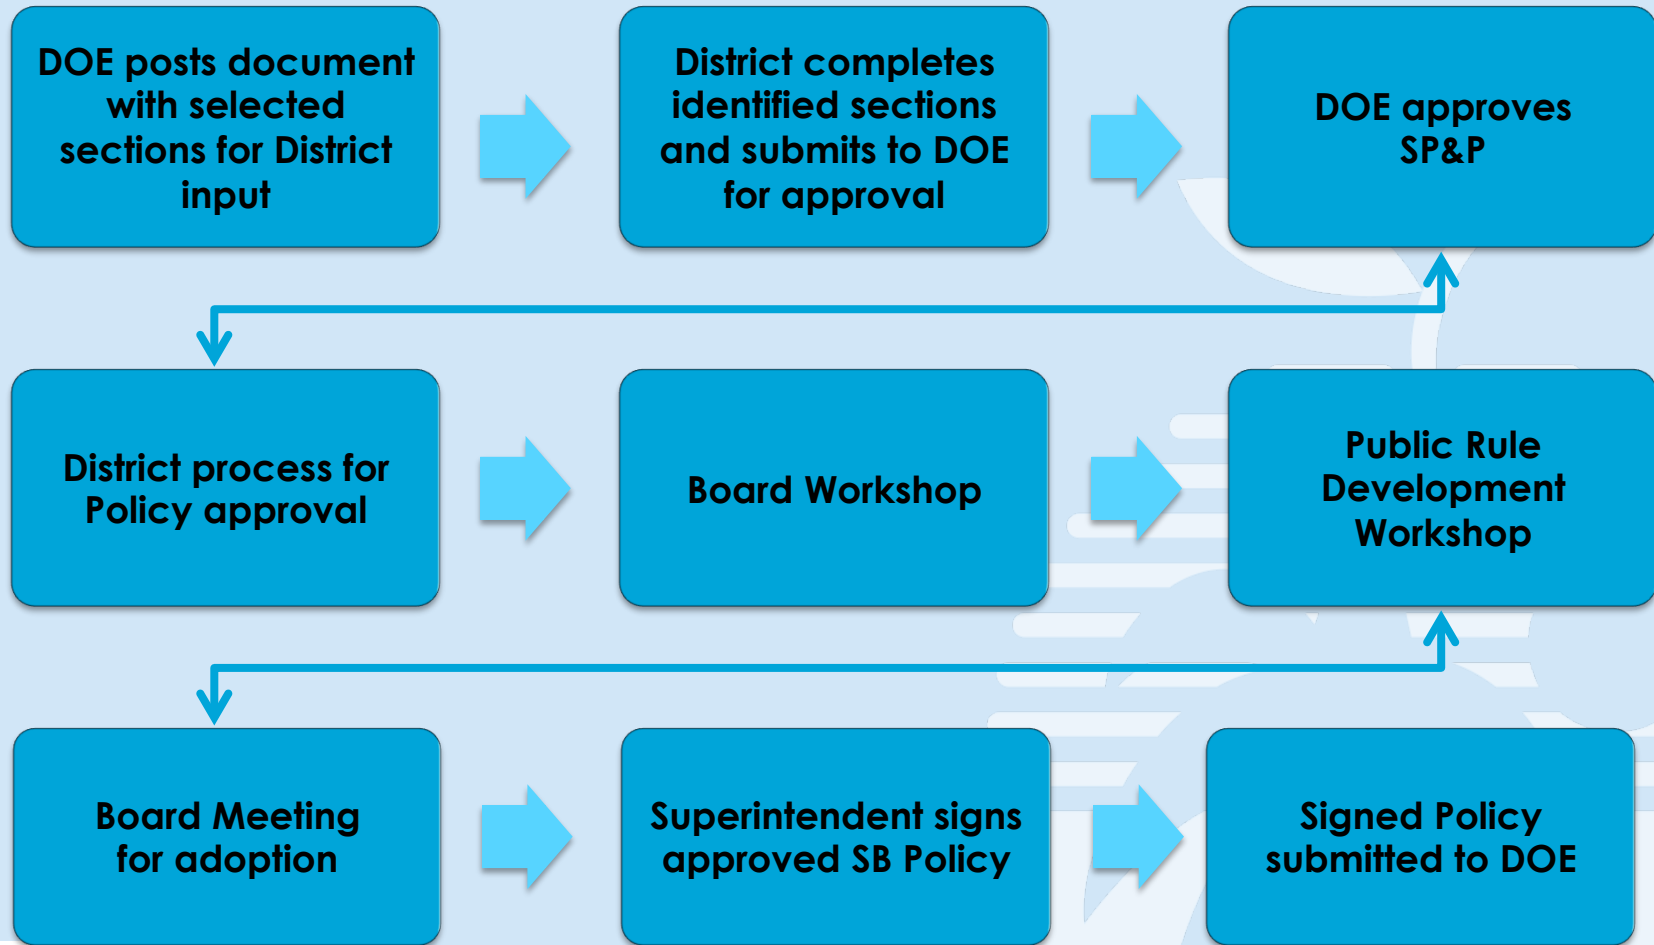 DOE posts document
with selected
sections for District
input
District completes
identified sections
and submits to DOE
for approval
DOE approves
SP&P
District process for
Policy approval
Board Workshop
Public Rule
Development
Workshop
Board Meeting
for adoption
Superintendent signs
approved SB Policy
Signed Policy
submitted to DOE